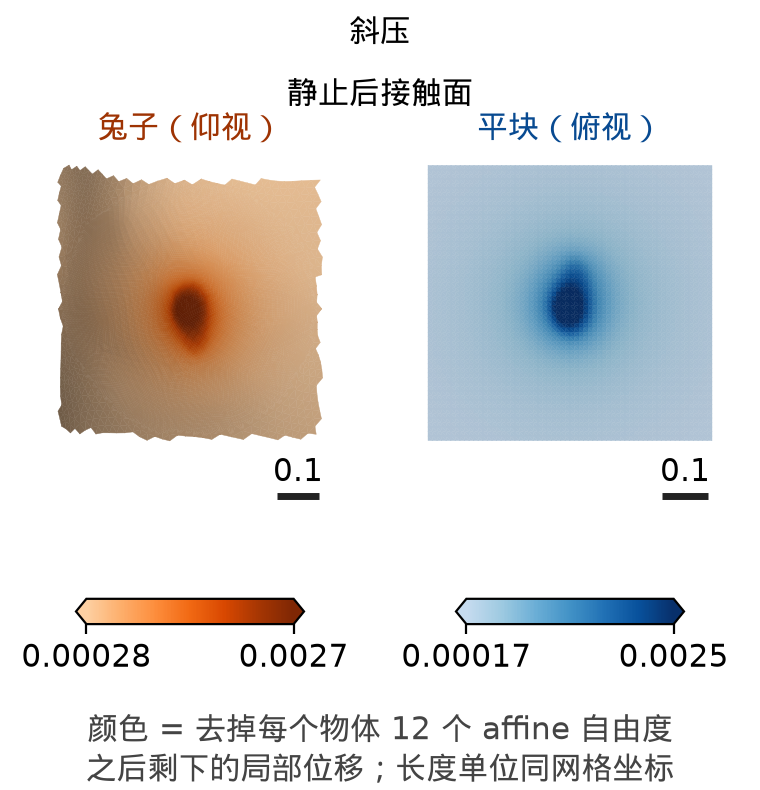 斜压
静止后接触面
兔子（仰视）
平块（俯视）
0.1
0.1
0.00028
0.0027
0.00017
0.0025
颜色 = 去掉每个物体 12 个 affine 自由度
之后剩下的局部位移；长度单位同网格坐标